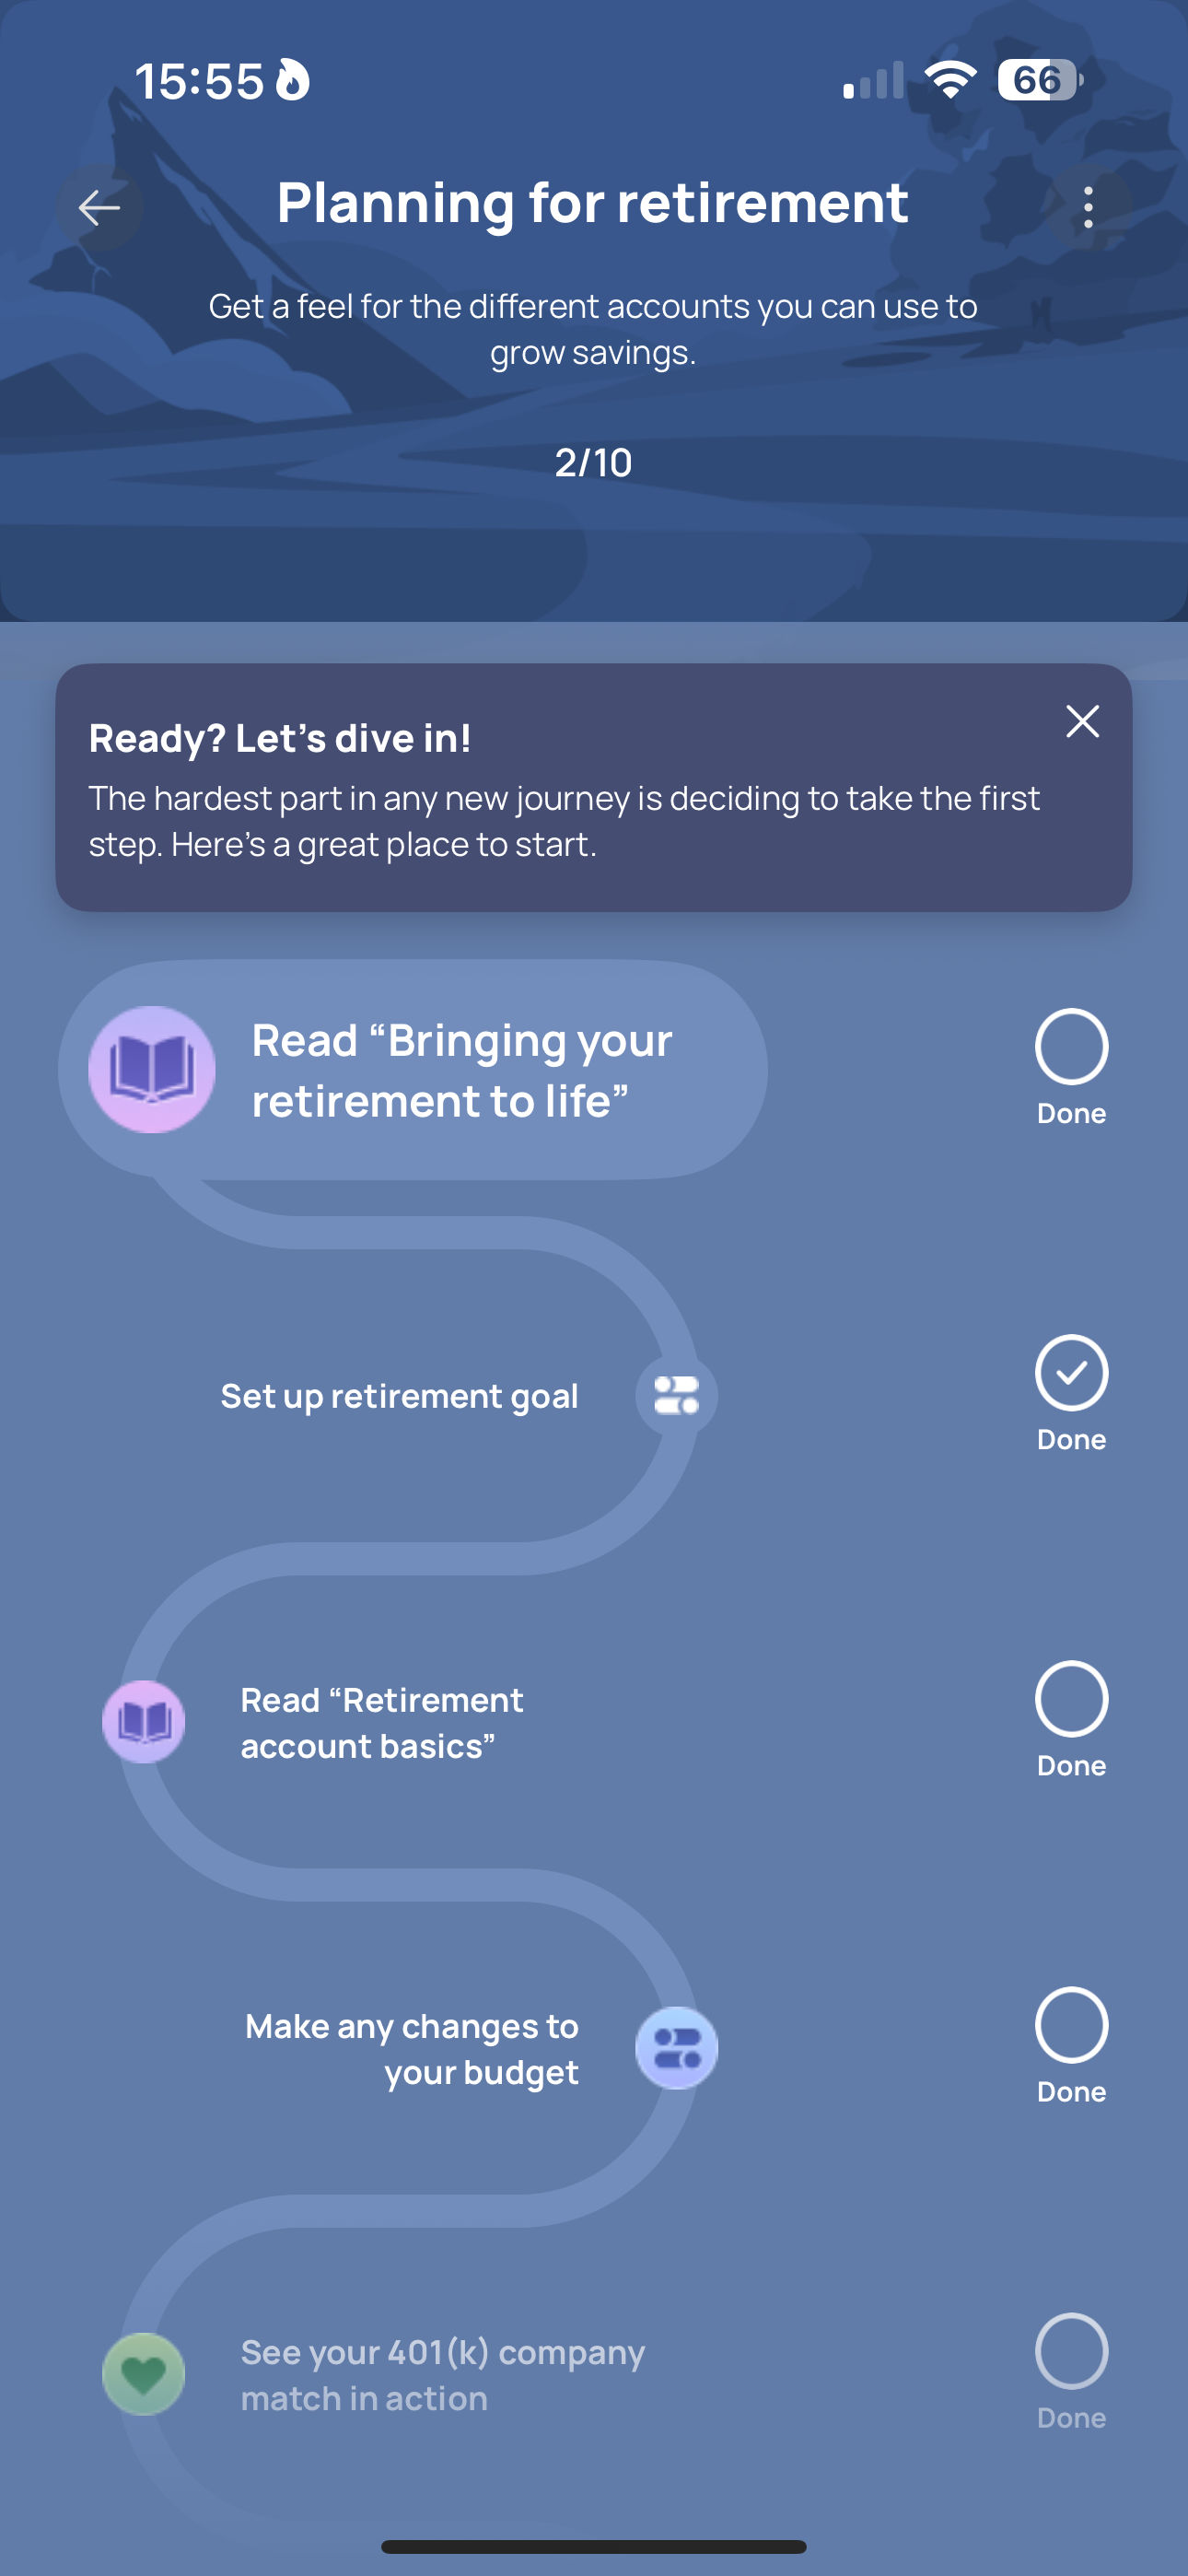 15:55
66
Planning for retirement
Get a feel for the different accounts you can use to
grow savings.
2/10
Ready? Let’s dive in!
The hardest part in any new journey is deciding to take the first
step. Here’s a great place to start.
Read “Bringing your
retirement to life”
Done
Set up retirement goal
Done
Read “Retirement
account basics”
Done
Make any changes to
your budget
Done
See your 401(k) company
match in action
Done